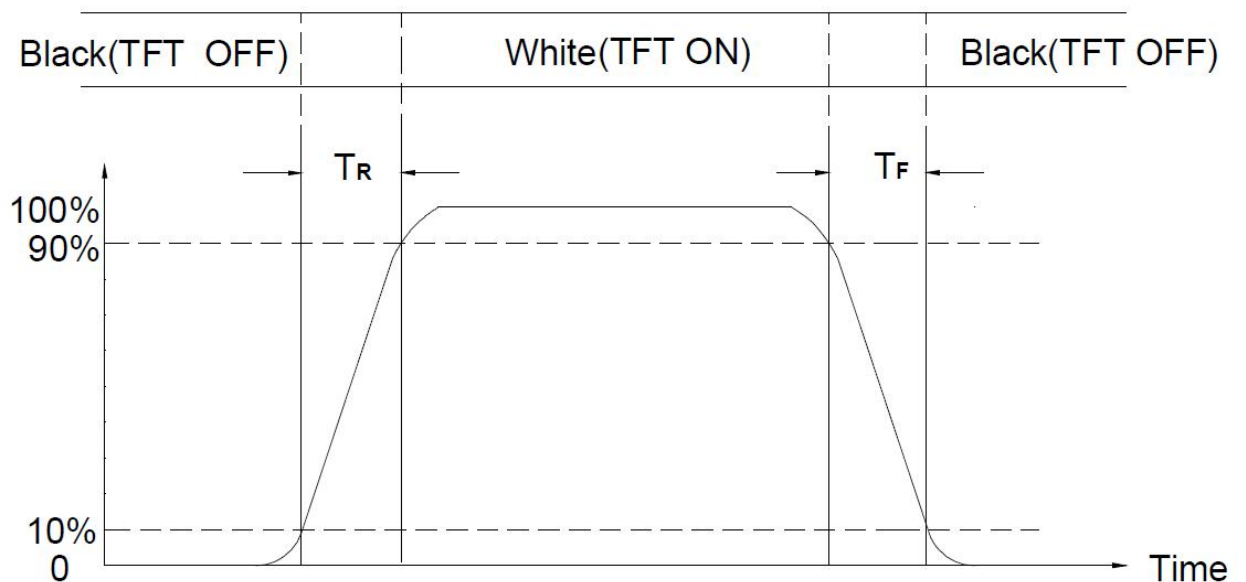 Black(TFT OFF) White(TFT ON) Black(TFT OFF)
TR TF
100%
90%
10%
0 Time